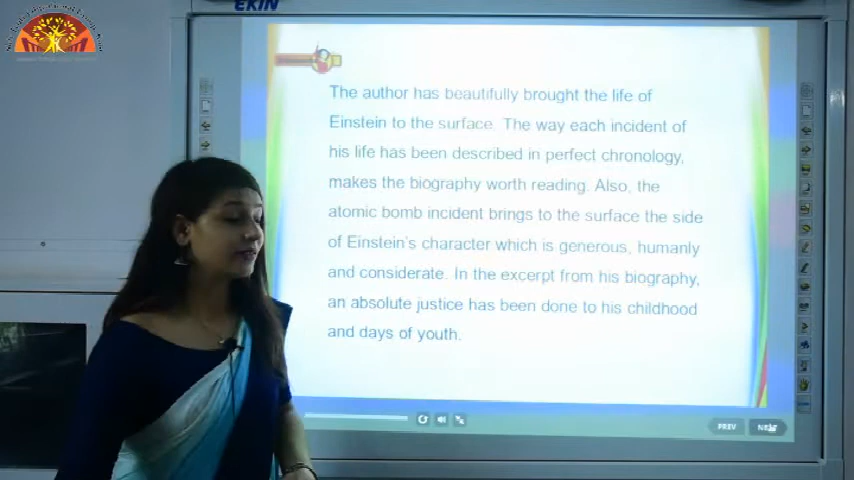 EKIN
The author has beautifully brought the life of
Einstein to the surface. The way each incident of
his life has been described in perfect chronology,
makes the biography worth reading. Also, the
atomic bomb incident brings to the surface the side
of Einstein's character which is generous, humanly
and considerate. In the excerpt from his biography,
an absolute justice has been done to his childhood
and days of youth.
PREV